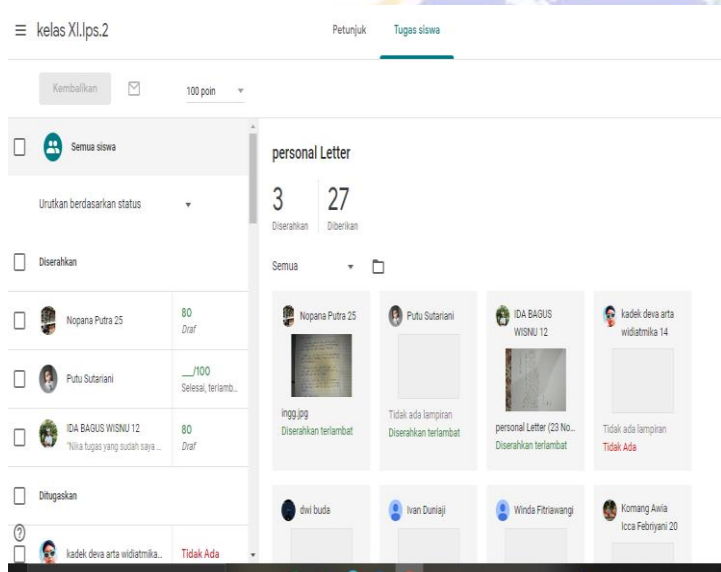 kelas XI.Ips.2
Petunjuk
Tugas siswa
Kembalikan
100 poin
Semua siswa
Urutkan berdasarkan status
Diserahkan
Nopana Putra 25
80
Draf
Putu Sutariani
__/100
Selesai, terlamb...
IDA BAGUS WISNU 12
"Nika tugas yang sudah saya ...
80
Draf
Ditugaskan
kadek deva arta widiatmika...
Tidak Ada
personal Letter
3
27
Diserahkan
Diberikan
Semua
Nopana Putra 25
ingg.jpg
Diserahkan terlambat
Putu Sutariani
Tidak ada lampiran
Diserahkan terlambat
IDA BAGUS
WISNU 12
personal Letter (23 No...
Diserahkan terlambat
kadek deva arta
widiatmika 14
Tidak ada lampiran
Tidak Ada
dwi buda
Ivan Duniaji
Winda Fitriawangi
Komang Awia
Icca Febriyani 20